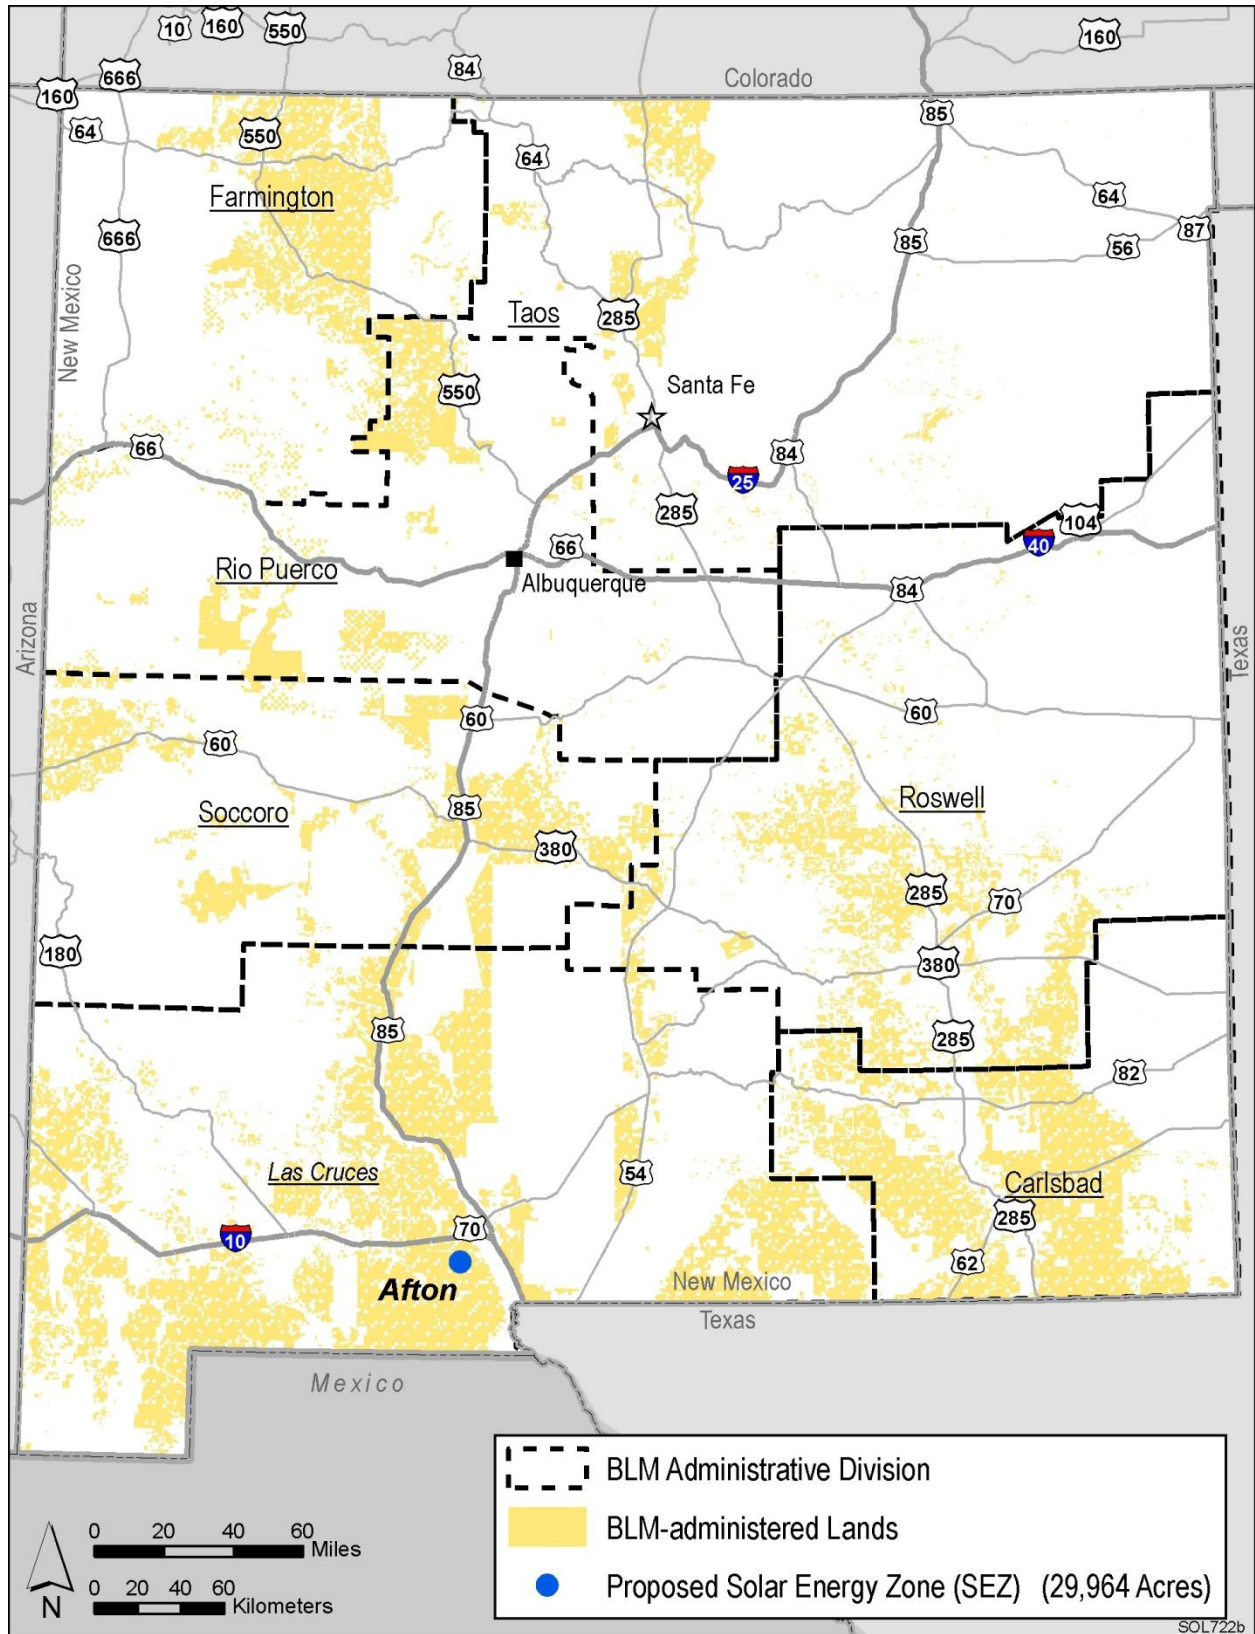 10
160
550
160
84
666
Colorado
160
85
64
550
64
Farmington
64
666
87
85
56
New Mexico
Taos
285
550
Santa Fe
66
84
25
285
104
40
66
Rio Puerco
Albuquerque
84
Arizona
Texas
60
60
60
Roswell
85
Soccoro
380
285
70
180
380
85
285
82
Las Cruces
54
Carlsbad
285
70
10
62
Afton
New Mexico
Texas
Mexico
BLM Administrative Division
BLM-administered Lands
Proposed Solar Energy Zone (SEZ) (29,964 Acres)
0 20 40 60
Miles
0 20 40 60
Kilometers
N
SOL722b